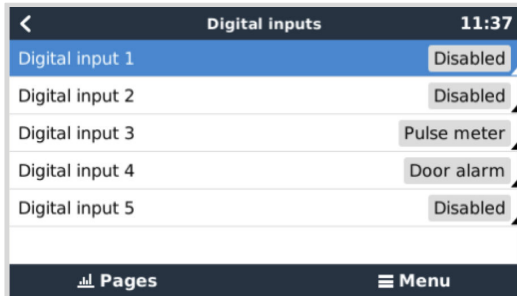 Digital inputs 11:37
Digital input 1 Disabled
Digital input 2 Disabled
Digital input 3 Pulse meter
Digital input 4 Door alarm
Digital input 5 Disabled
Pages Menu